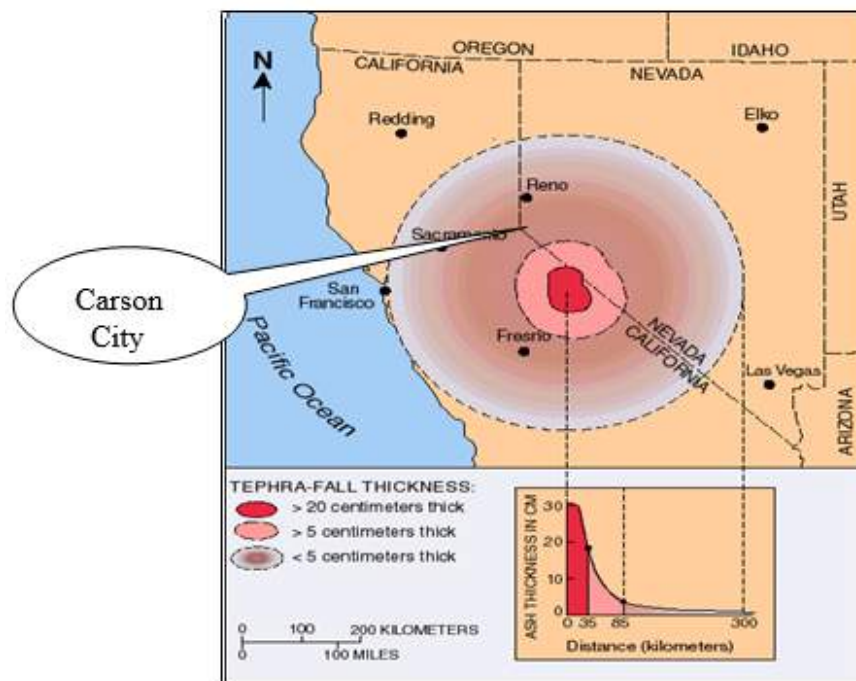 OREGON
IDAHO
CALIFORNIA
NEVADA
N
Redding
Elko
Reno
UTAH
Sacramento
Carson
City
San
Francisco
NEVADA
CALIFORNIA
Fresno
Las Vegas
Pacific Ocean
ARIZONA
TEPHRA-FALL THICKNESS:
> 20 centimeters thick
> 5 centimeters thick
< 5 centimeters thick
0 100 200 KILOMETERS
0 100 MILES
ASH THICKNESS IN CM
30
20
10
0
0 35 85 300
Distance (kilometers)